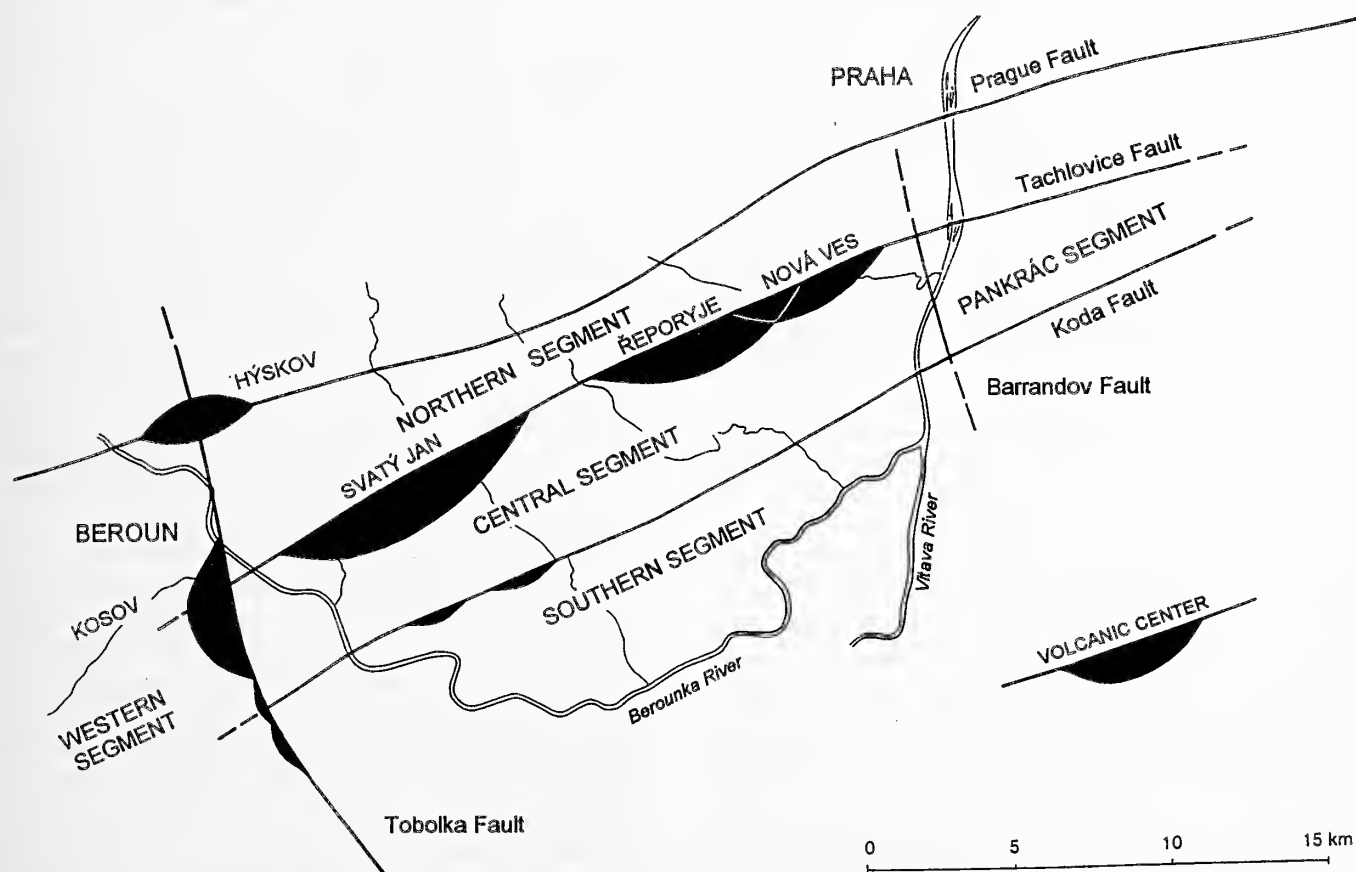 PRAHA
Prague Fault
Tachlovice Fault
PANKRÁC SEGMENT
Koda Fault
Barrandov Fault
NOVÁ VES
ŘEPORYJE
NORTHERN SEGMENT
HÝSKOV
SVATÝ JAN
CENTRAL SEGMENT
SOUTHERN SEGMENT
BEROUN
KOSOV
WESTERN
SEGMENT
Vltava River
Berounka River
VOLCANIC CENTER
Tobolka Fault
0 5 10 15 km